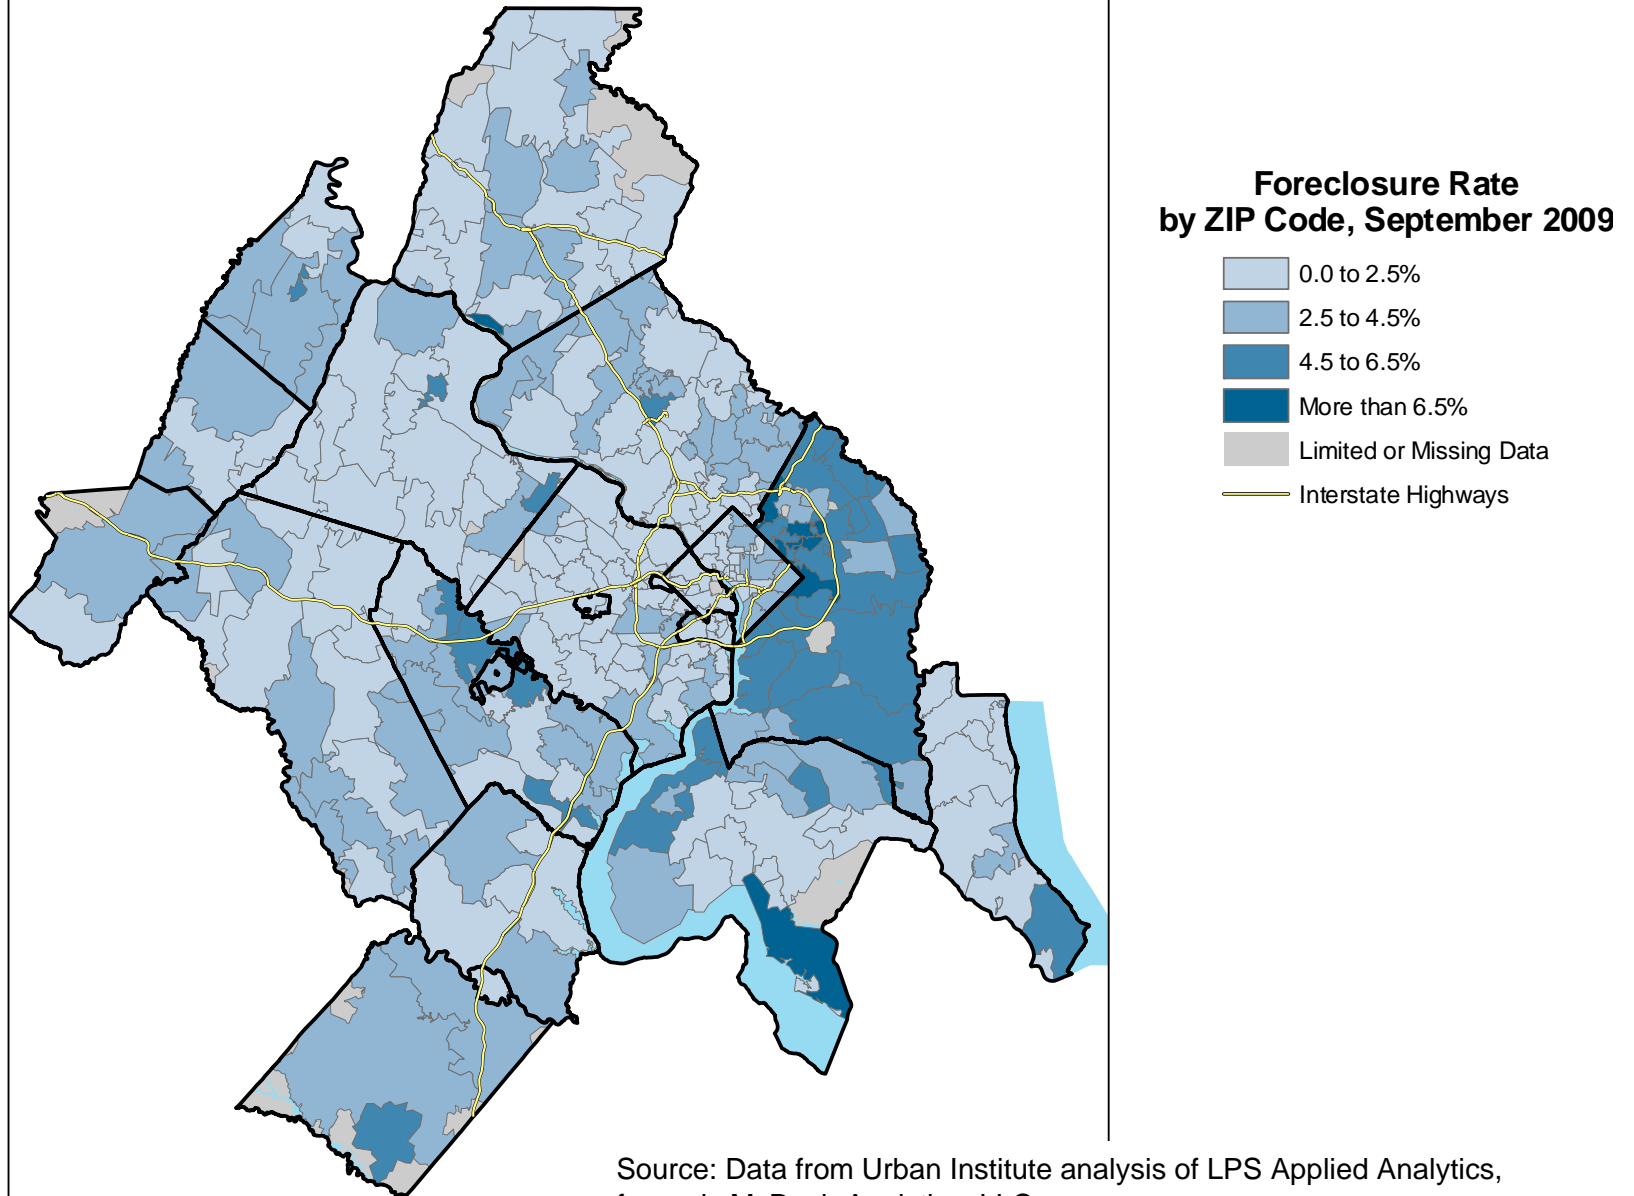 Foreclosure Rate
by ZIP Code, September 2009
0.0 to 2.5%
2.5 to 4.5%
4.5 to 6.5%
More than 6.5%
Limited or Missing Data
Interstate Highways
Source: Data from Urban Institute analysis of LPS Applied Analytics,